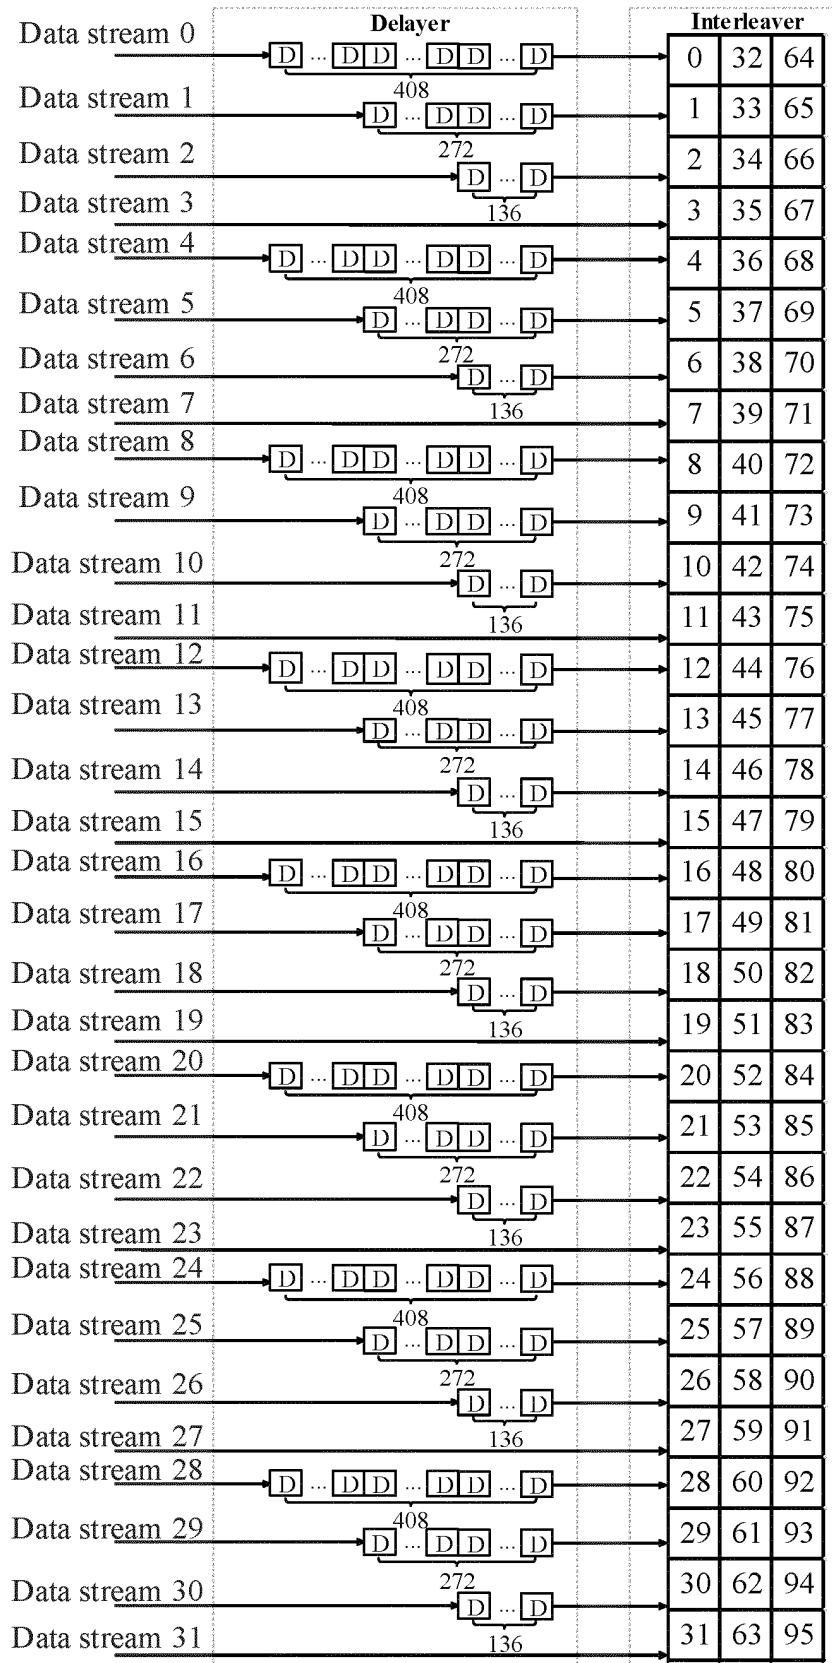 Delayer Interleaver
Data stream 0 D ... D D ... D D ... D 0 32 64
408
Data stream 1 D ... D D ... D 1 33 65
272
Data stream 2 D ... D 2 34 66
136
Data stream 3 3 35 67
Data stream 4 D ... D D ... D D ... D 4 36 68
408
Data stream 5 D ... D D ... D 5 37 69
272
Data stream 6 D ... D 6 38 70
136
Data stream 7 7 39 71
Data stream 8 D ... D D ... D D ... D 8 40 72
408
Data stream 9 D ... D D ... D 9 41 73
272
Data stream 10 D ... D 10 42 74
136
Data stream 11 11 43 75
Data stream 12 D ... D D ... D D ... D 12 44 76
408
Data stream 13 D ... D D ... D 13 45 77
272
Data stream 14 D ... D 14 46 78
136
Data stream 15 15 47 79
Data stream 16 D ... D D ... D D ... D 16 48 80
408
Data stream 17 D ... D D ... D 17 49 81
272
Data stream 18 D ... D 18 50 82
136
Data stream 19 19 51 83
Data stream 20 D ... D D ... D D ... D 20 52 84
408
Data stream 21 D ... D D ... D 21 53 85
272
Data stream 22 D ... D 22 54 86
136
Data stream 23 23 55 87
Data stream 24 D ... D D ... D D ... D 24 56 88
408
Data stream 25 D ... D D ... D 25 57 89
272
Data stream 26 D ... D 26 58 90
136
Data stream 27 27 59 91
Data stream 28 D ... D D ... D D ... D 28 60 92
408
Data stream 29 D ... D D ... D 29 61 93
272
Data stream 30 D ... D 30 62 94
136
Data stream 31 31 63 95